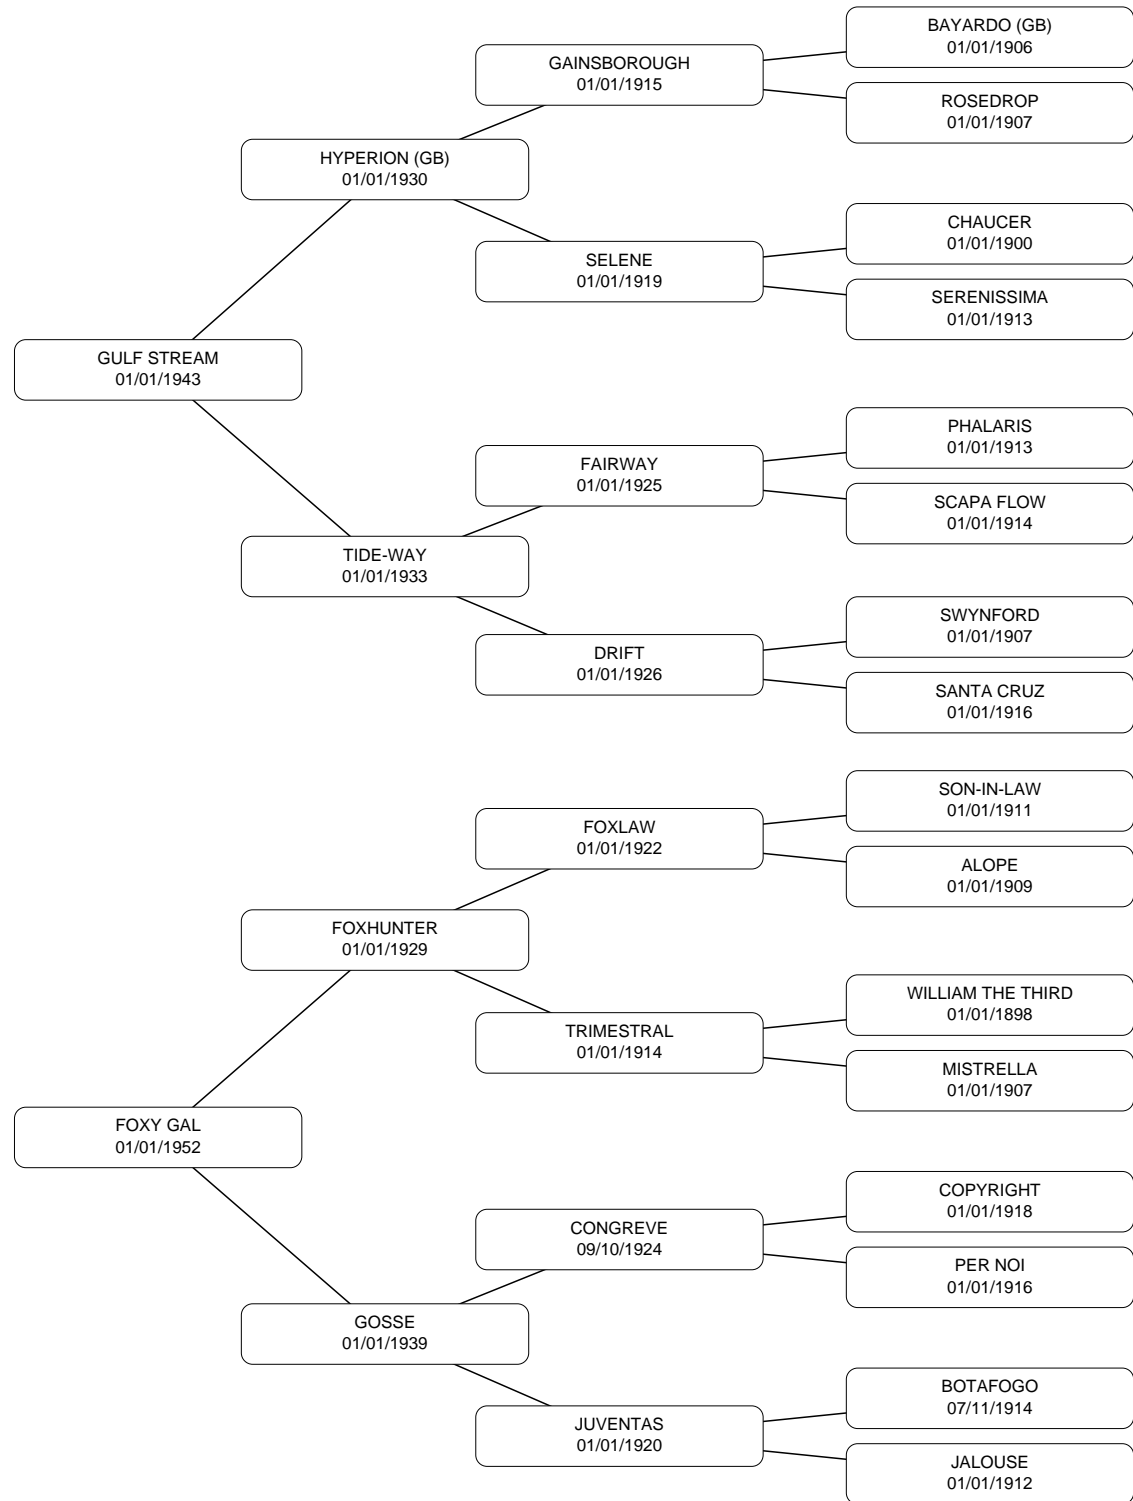 BAYARDO (GB)
01/01/1906
GAINSBOROUGH
01/01/1915
ROSEDROP
01/01/1907
HYPERION (GB)
01/01/1930
CHAUCER
01/01/1900
SELENE
01/01/1919
SERENISSIMA
01/01/1913
GULF STREAM
01/01/1943
PHALARIS
01/01/1913
FAIRWAY
01/01/1925
SCAPA FLOW
01/01/1914
TIDE-WAY
01/01/1933
SWYNFORD
01/01/1907
DRIFT
01/01/1926
SANTA CRUZ
01/01/1916
SON-IN-LAW
01/01/1911
FOXLAW
01/01/1922
ALOPE
01/01/1909
FOXHUNTER
01/01/1929
WILLIAM THE THIRD
01/01/1898
TRIMESTRAL
01/01/1914
MISTRELLA
01/01/1907
FOXY GAL
01/01/1952
COPYRIGHT
01/01/1918
CONGREVE
09/10/1924
PER NOI
01/01/1916
GOSSE
01/01/1939
BOTAFOGO
07/11/1914
JUVENTAS
01/01/1920
JALOUSE
01/01/1912